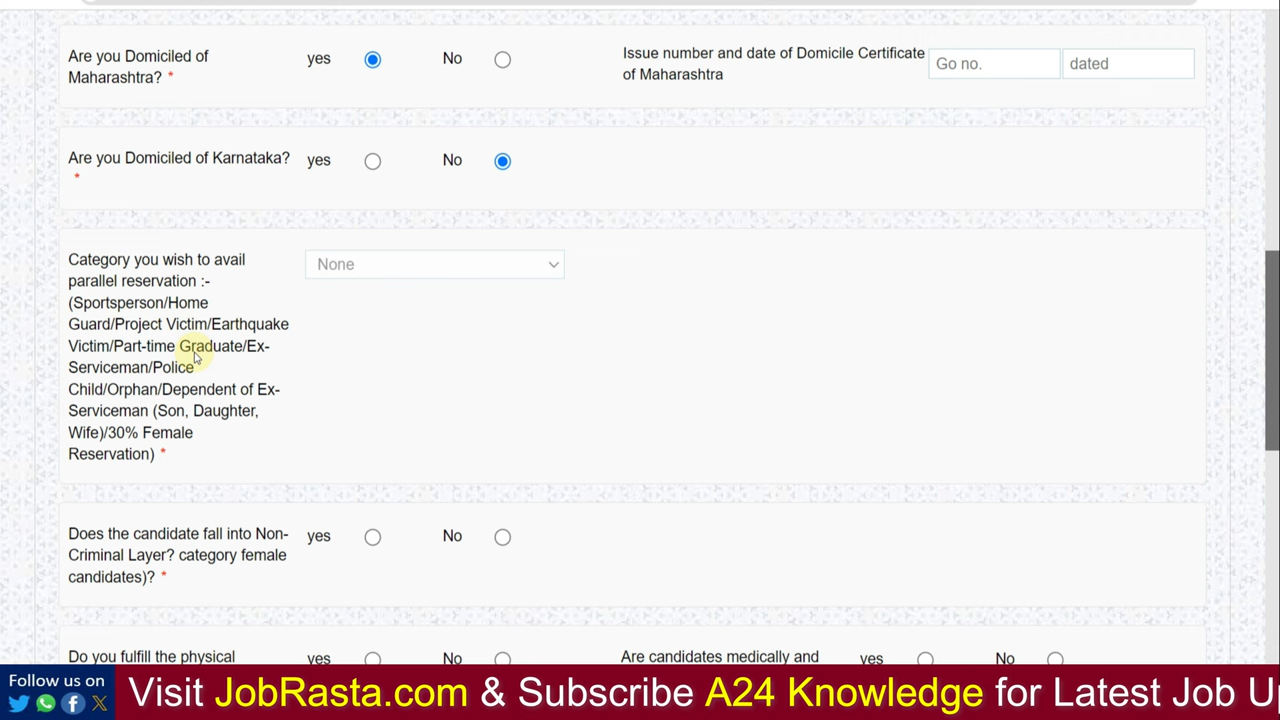 Are you Domiciled of
Maharashtra? *
yes
No
Issue number and date of Domicile Certificate
of Maharashtra
Go no.
dated
Are you Domiciled of Karnataka?
*
yes
No
Category you wish to avail
parallel reservation :-
(Sportsperson/Home
Guard/Project Victim/Earthquake
Victim/Part-time Graduate/Ex-
Serviceman/Police
Child/Orphan/Dependent of Ex-
Serviceman (Son, Daughter,
Wife)/30% Female
Reservation) *
None
Does the candidate fall into Non-
Criminal Layer? category female
candidates)? *
yes
No
Do you fulfill the physical
yes
No
Are candidates medically and
yes
No
Follow us on
Visit JobRasta.com & Subscribe A24 Knowledge for Latest Job U